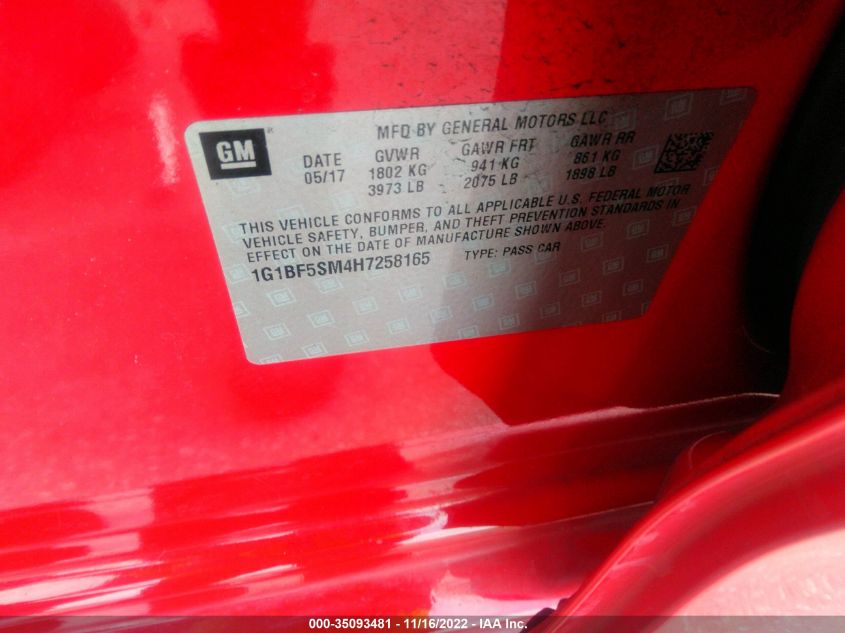 GM
MFD BY GENERAL MOTORS LLC
DATE GVWR GAWR FRT GAWR RR
05/17 1802 KG 941 KG 861 KG
3973 LB 2075 LB 1898 LB
THIS VEHICLE CONFORMS TO ALL APPLICABLE U.S. FEDERAL MOTOR
VEHICLE SAFETY, BUMPER, AND THEFT PREVENTION STANDARDS IN
EFFECT ON THE DATE OF MANUFACTURE SHOWN ABOVE.
1G1BF5SM4H7258165 TYPE: PASS CAR
000-35093481 - 11/16/2022 - IAA Inc.